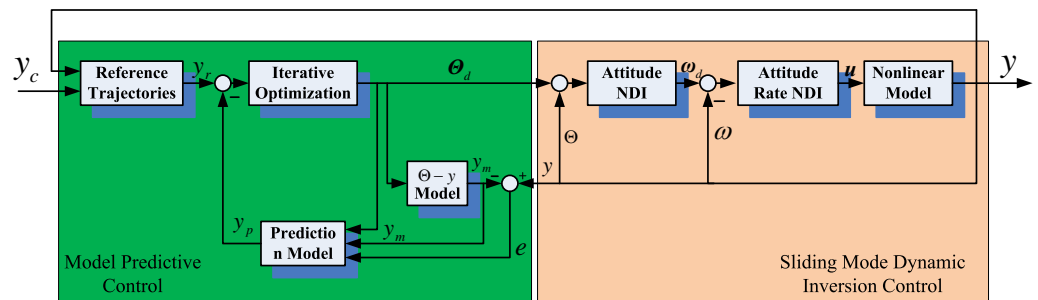 y_c
Reference
Trajectories
y_r
−
Iterative
Optimization
Θ_d
Attitude
NDI
ω_d
−
Attitude
Rate NDI
u
Nonlinear
Model
y
Θ
ω
Θ − y
Model
y_m
−
+
y
y_p
Predictio
n Model
y_m
e
Model Predictive
Control
Sliding Mode Dynamic
Inversion Control